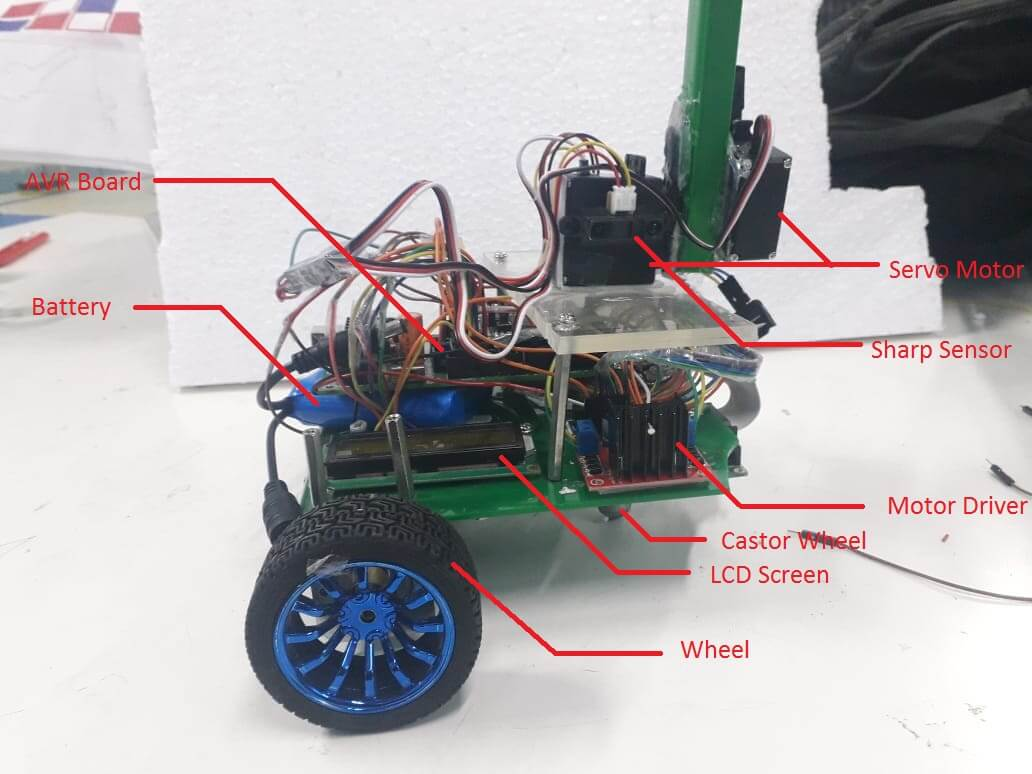 AVR Board
Battery
Servo Motor
Sharp Sensor
Motor Driver
Castor Wheel
LCD Screen
Wheel